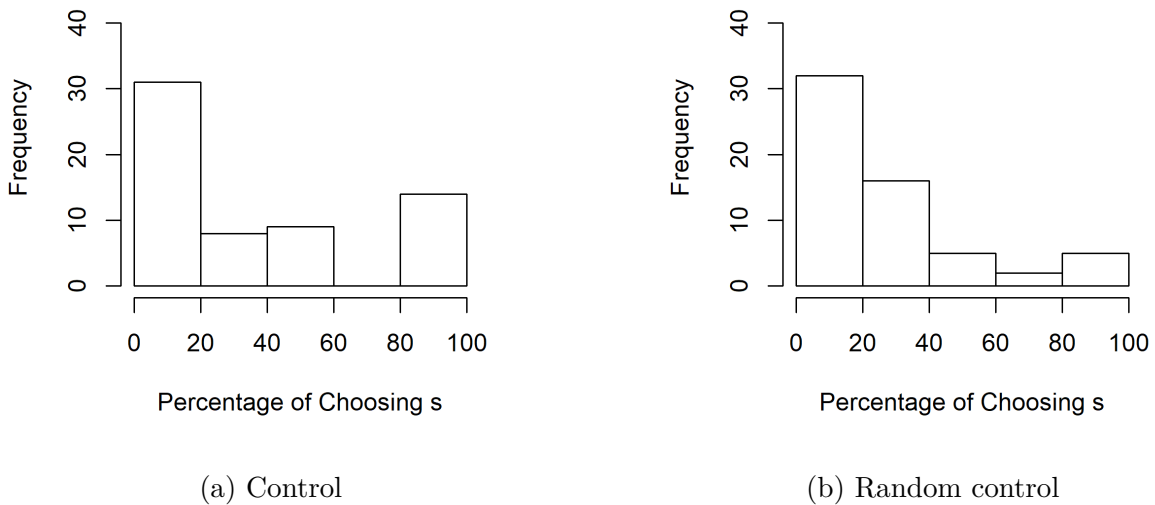 Frequency
0 10 20 30 40
0 20 40 60 80 100
Percentage of Choosing s
(a) Control
Frequency
0 10 20 30 40
0 20 40 60 80 100
Percentage of Choosing s
(b) Random control